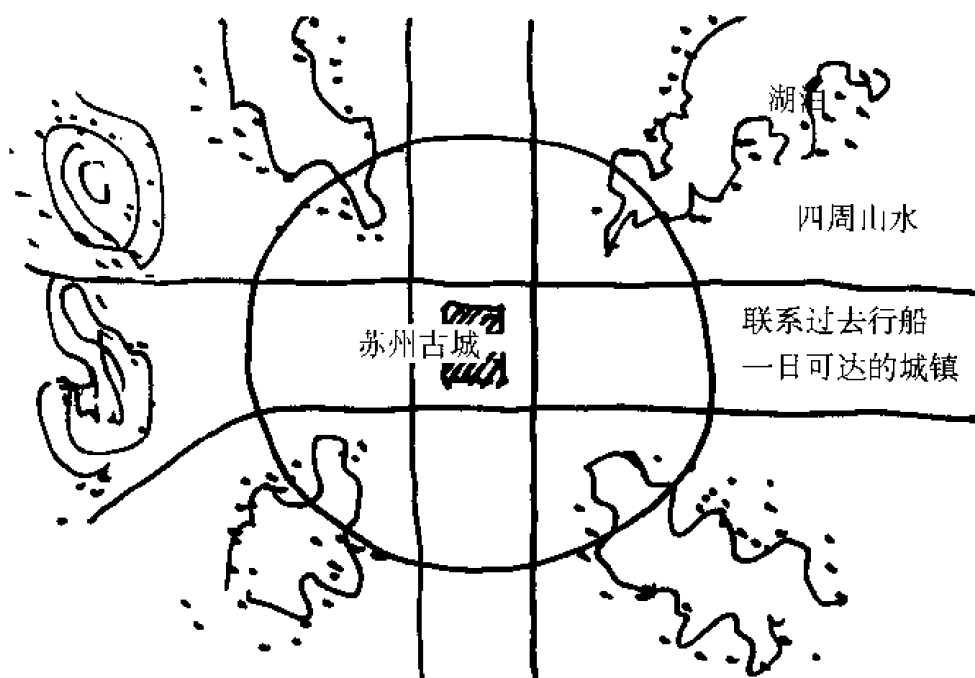 湖泊
四周山水
联系过去行船
一日可达的城镇
苏州古城